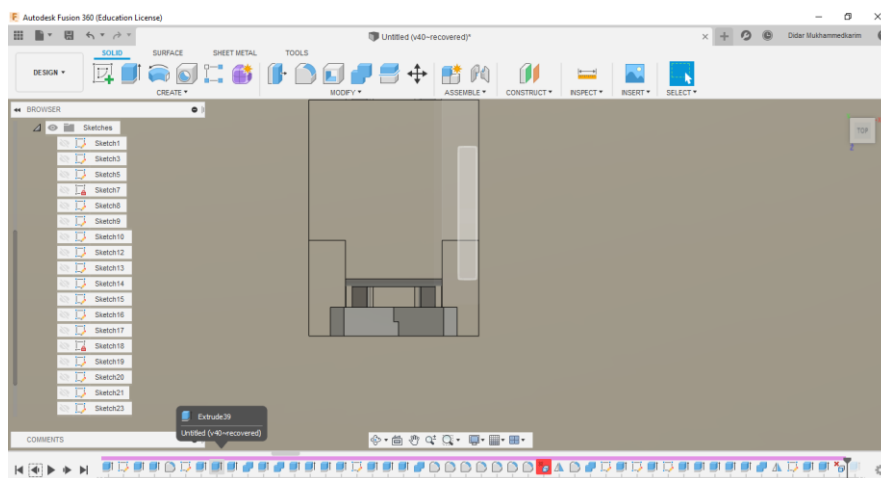 Autodesk Fusion 360 (Education License)
Untitled (v40~recovered)*
Didar Mukhammedkarim
SOLID SURFACE SHEET METAL TOOLS
DESIGN
CREATE MODIFY ASSEMBLE CONSTRUCT INSPECT INSERT SELECT
BROWSER
TOP
Z
Sketches
Sketch1
Sketch3
Sketch5
Sketch7
Sketch8
Sketch9
Sketch10
Sketch12
Sketch13
Sketch14
Sketch15
Sketch16
Sketch17
Sketch18
Sketch19
Sketch20
Sketch21
Sketch23
Extrude39
Untitled (v40~recovered)
COMMENTS